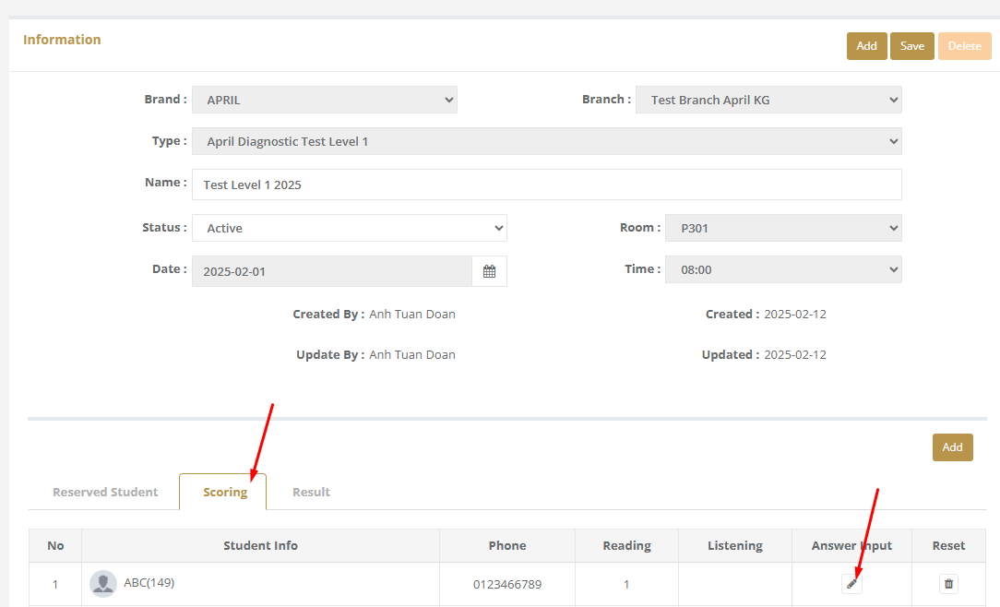 Information
Add Save Delete
Brand : APRIL Branch : Test Branch April KG
Type : April Diagnostic Test Level 1
Name : Test Level 1 2025
Status : Active Room : P301
Date : 2025-02-01 Time : 08:00
Created By : Anh Tuan Doan Created : 2025-02-12
Update By : Anh Tuan Doan Updated : 2025-02-12
Add
Reserved Student Scoring Result
No Student Info Phone Reading Listening Answer Input Reset
1 ABC(149) 0123466789 1